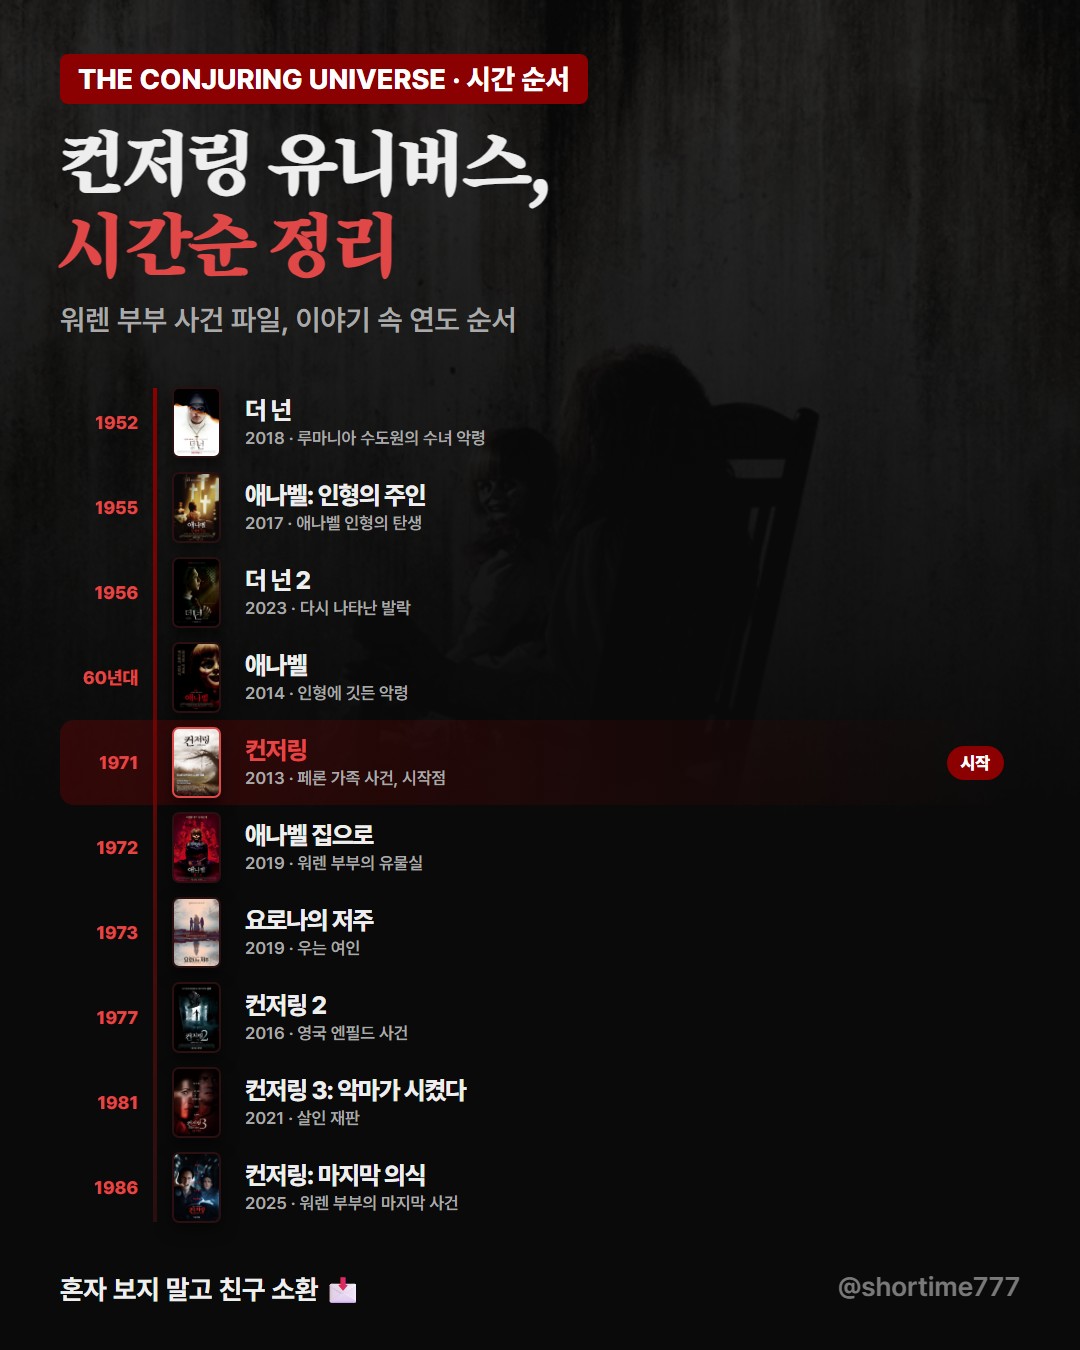 THE CONJURING UNIVERSE · 시간 순서
컨저링 유니버스,
시간순 정리
워렌 부부 사건 파일, 이야기 속 연도 순서
1952
더 넌
2018 · 루마니아 수도원의 수녀 악령
1955
애나벨: 인형의 주인
2017 · 애나벨 인형의 탄생
1956
더 넌 2
2023 · 다시 나타난 발락
60년대
애나벨
2014 · 인형에 깃든 악령
1971
컨저링
2013 · 페론 가족 사건, 시작점
시작
1972
애나벨 집으로
2019 · 워렌 부부의 유물실
1973
요로나의 저주
2019 · 우는 여인
1977
컨저링 2
2016 · 영국 엔필드 사건
1981
컨저링 3: 악마가 시켰다
2021 · 살인 재판
1986
컨저링: 마지막 의식
2025 · 워렌 부부의 마지막 사건
혼자 보지 말고 친구 소환
@shortime777